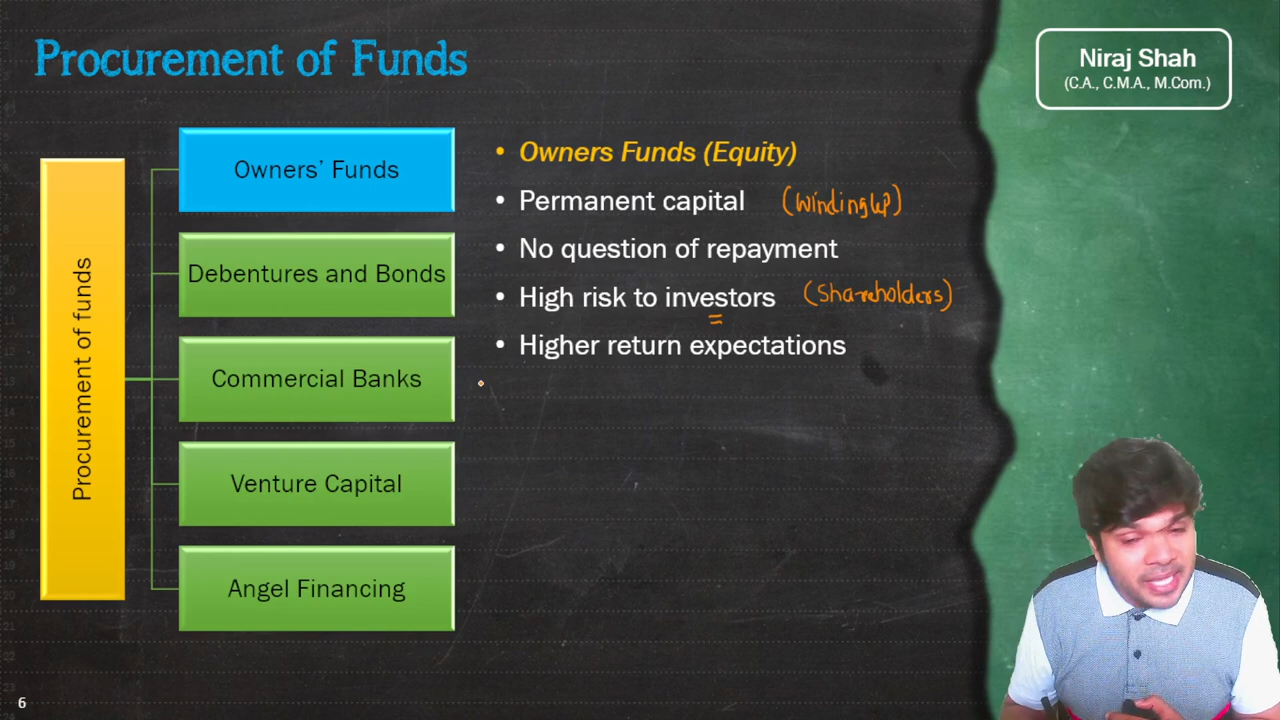 Procurement of Funds
Niraj Shah
(C.A., C.M.A., M.Com.)
Procurement of funds
Owners’ Funds
Debentures and Bonds
Commercial Banks
Venture Capital
Angel Financing
• Owners Funds (Equity)
• Permanent capital (Winding up)
• No question of repayment
• High risk to investors (Shareholders)
• Higher return expectations
6